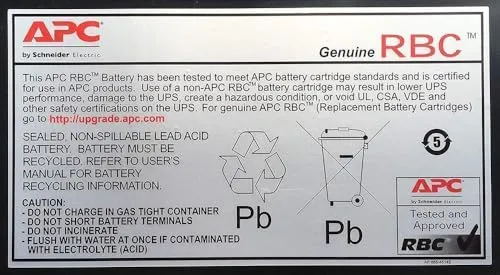 APC
by Schneider Electric
Genuine RBC™
This APC RBC™ Battery has been tested to meet APC battery cartridge standards and is certified
for use in APC products. Use of a non-APC RBC™ battery cartridge may result in lower UPS
performance, damage to the UPS, create a hazardous condition, or void UL, CSA, VDE and
other safety certifications on the UPS. For genuine APC RBC™ (Replacement Battery Cartridges)
go to http://upgrade.apc.com
SEALED, NON-SPILLABLE LEAD ACID
BATTERY. BATTERY MUST BE
RECYCLED. REFER TO USER'S
MANUAL FOR BATTERY
RECYCLING INFORMATION.
CAUTION:
- DO NOT CHARGE IN GAS TIGHT CONTAINER
- DO NOT SHORT BATTERY TERMINALS
- DO NOT INCINERATE
- FLUSH WITH WATER AT ONCE IF CONTAMINATED
WITH ELECTROLYTE (ACID)
Pb
Pb
5
APC
by Schneider Electric
Tested and
Approved
RBC